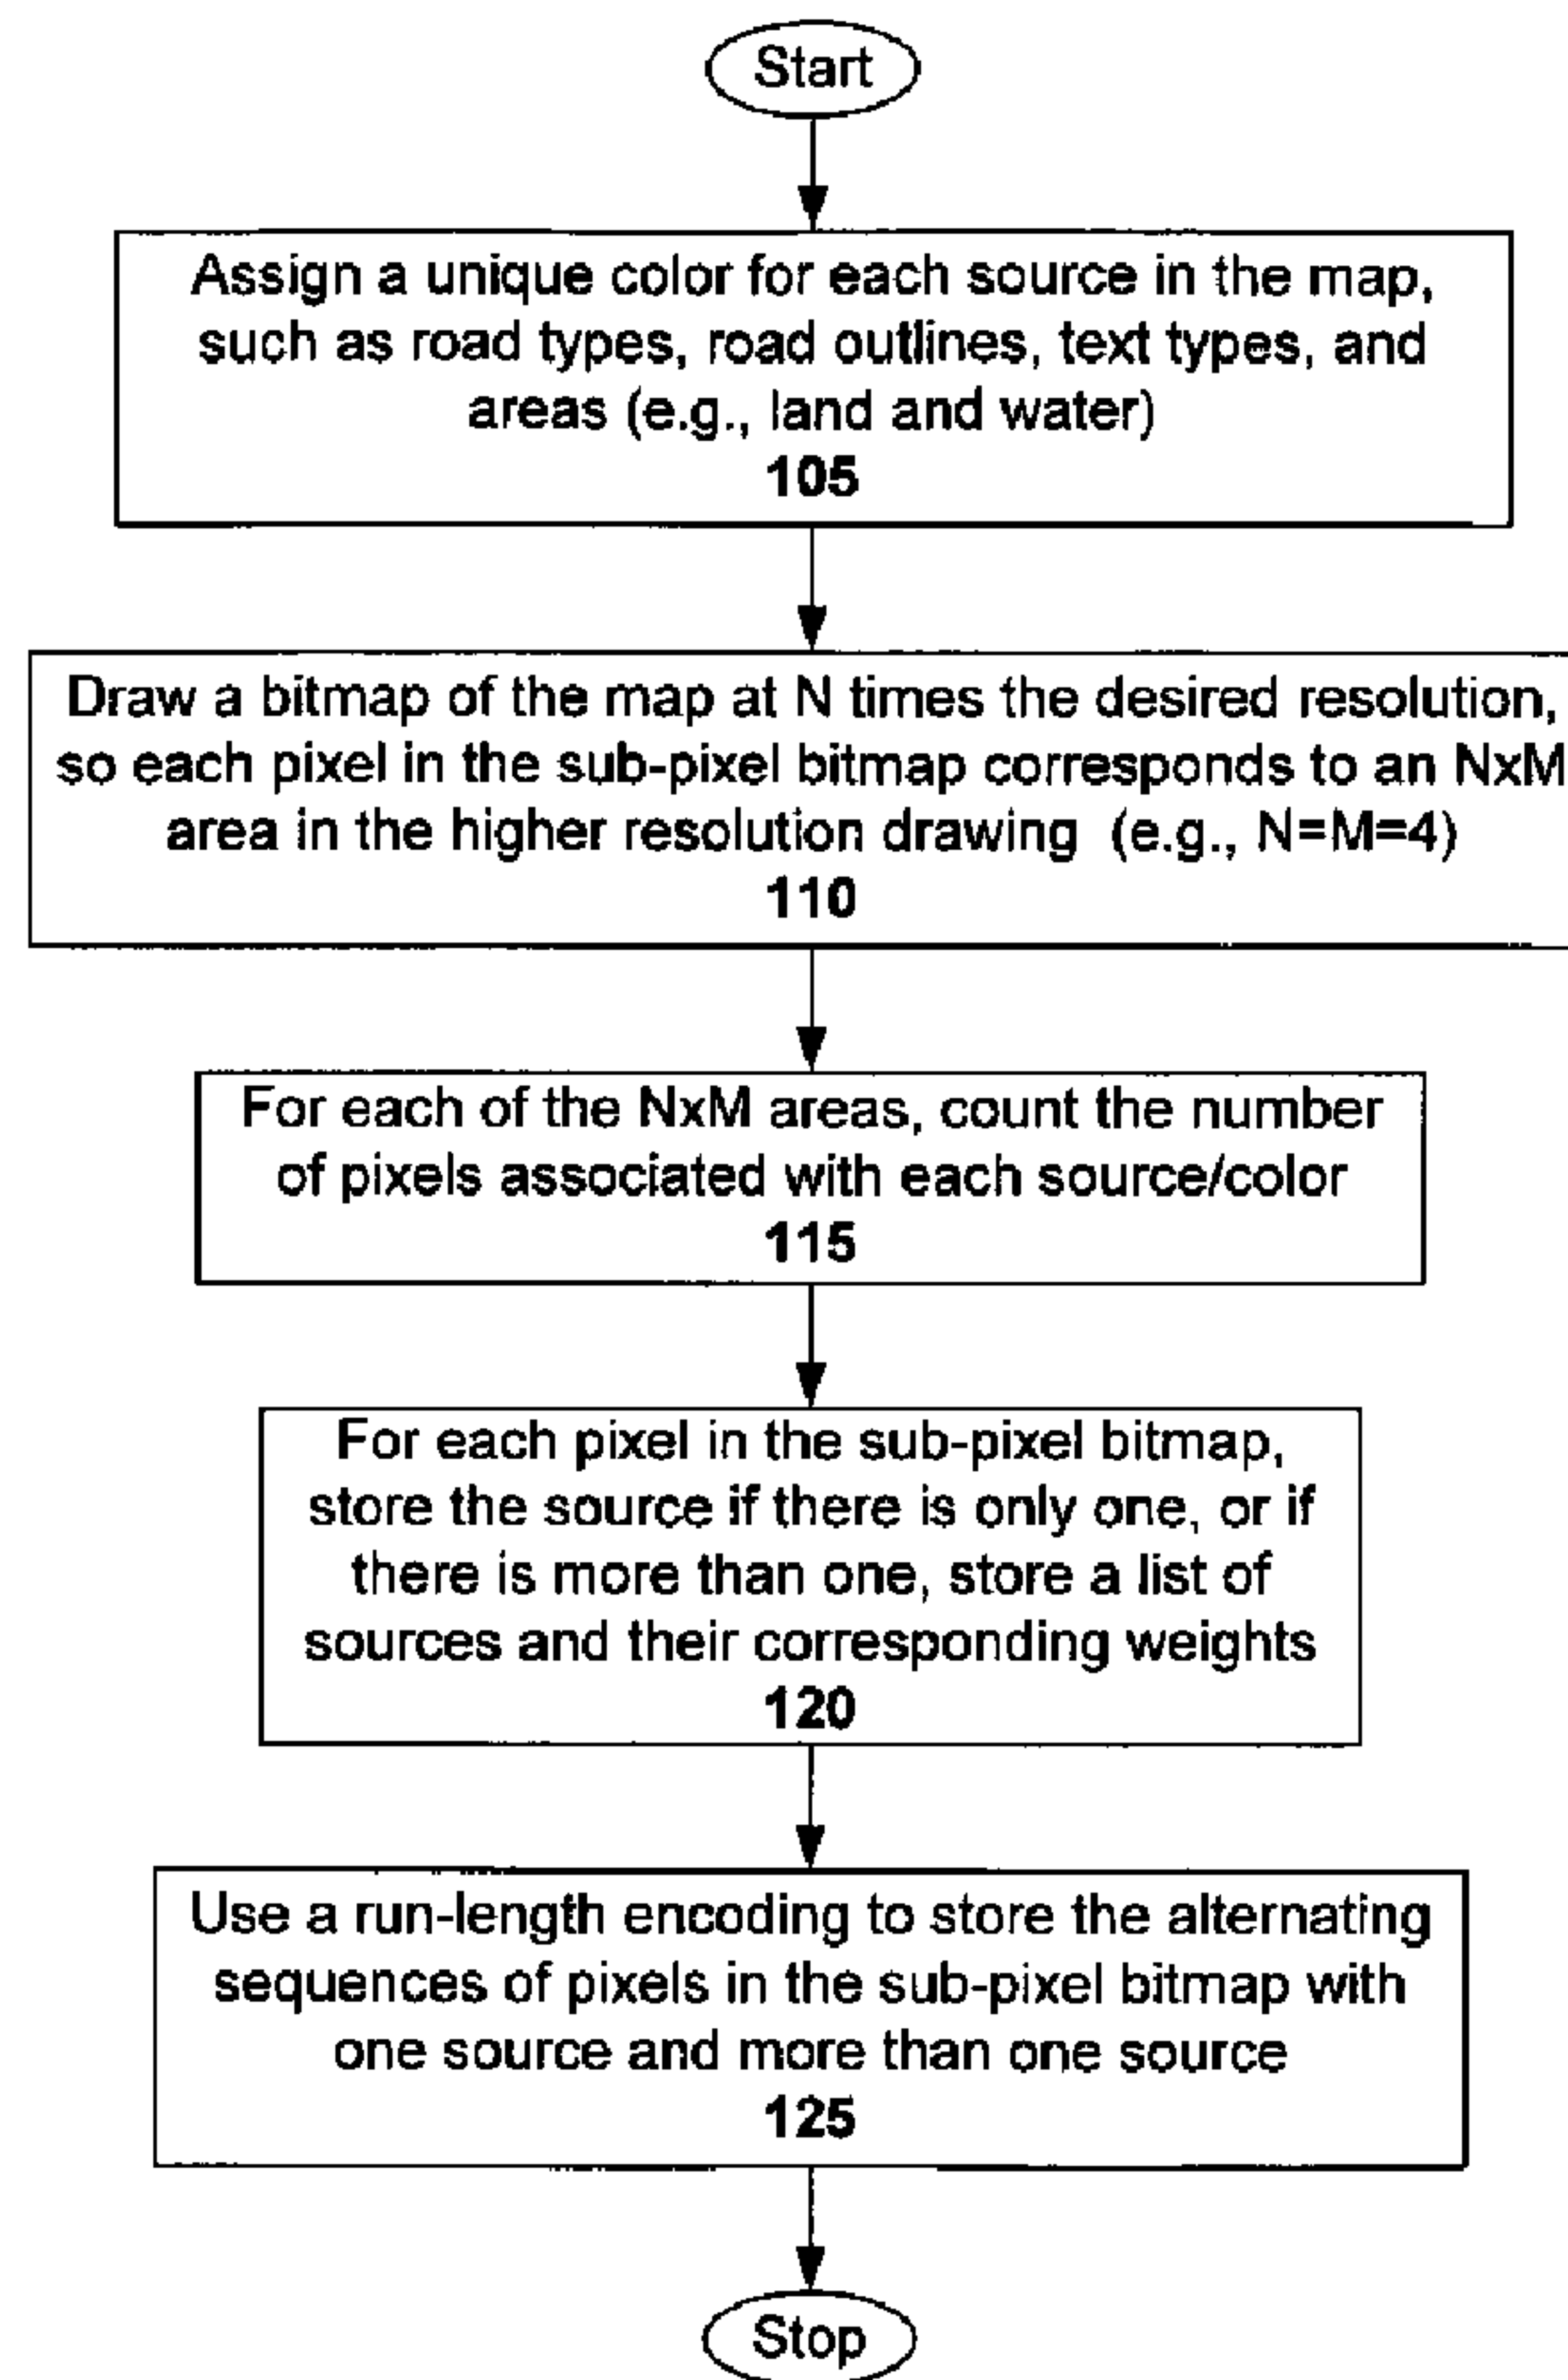 Start
Assign a unique color for each source in the map,
such as road types, road outlines, text types, and
areas (e.g., land and water)
105
Draw a bitmap of the map at N times the desired resolution,
so each pixel in the sub-pixel bitmap corresponds to an NxM
area in the higher resolution drawing (e.g., N=M=4)
110
For each of the NxM areas, count the number
of pixels associated with each source/color
115
For each pixel in the sub-pixel bitmap,
store the source if there is only one, or if
there is more than one, store a list of
sources and their corresponding weights
120
Use a run-length encoding to store the alternating
sequences of pixels in the sub-pixel bitmap with
one source and more than one source
125
Stop